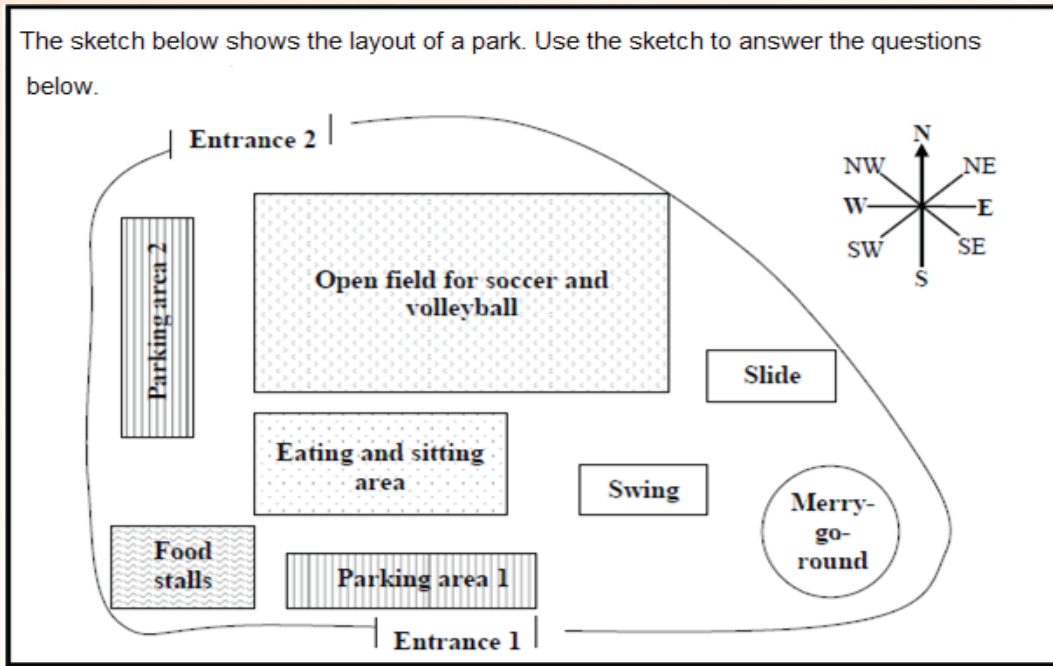 The sketch below shows the layout of a park. Use the sketch to answer the questions
below.
Entrance 2
N
NW
NE
W
E
SW
SE
S
Parking area 2
Open field for soccer and
volleyball
Slide
Eating and sitting
area
Swing
Merry-
go-
round
Food
stalls
Parking area 1
Entrance 1